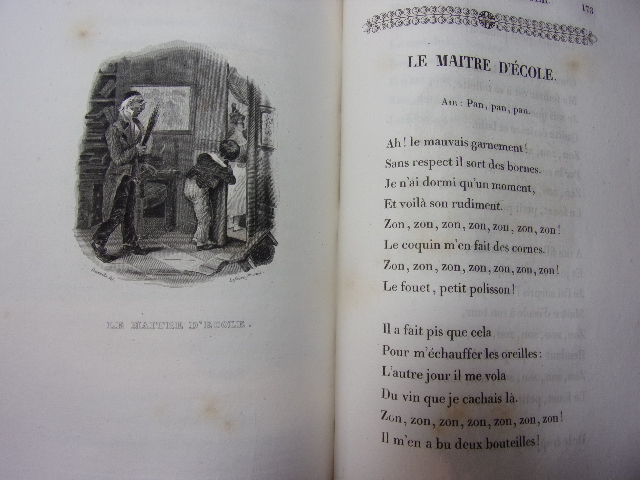 LE MAITRE D'ECOLE.
173
LE MAITRE D'ÉCOLE.
AIR: Pan, pan, pan.
Ah! le mauvais garnement!
Sans respect il sort des bornes.
Je n'ai dormi qu'un moment,
Et voilà son rudiment.
Zon, zon, zon, zon, zon, zon, zon!
Le coquin m'en fait des cornes.
Zon, zon, zon, zon, zon, zon, zon!
Le fouet, petit polisson!
Il a fait pis que cela
Pour m'échauffer les oreilles:
L'autre jour il me vola
Du vin que je cachais là.
Zon, zon, zon, zon, zon, zon, zon!
Il m'en a bu deux bouteilles!